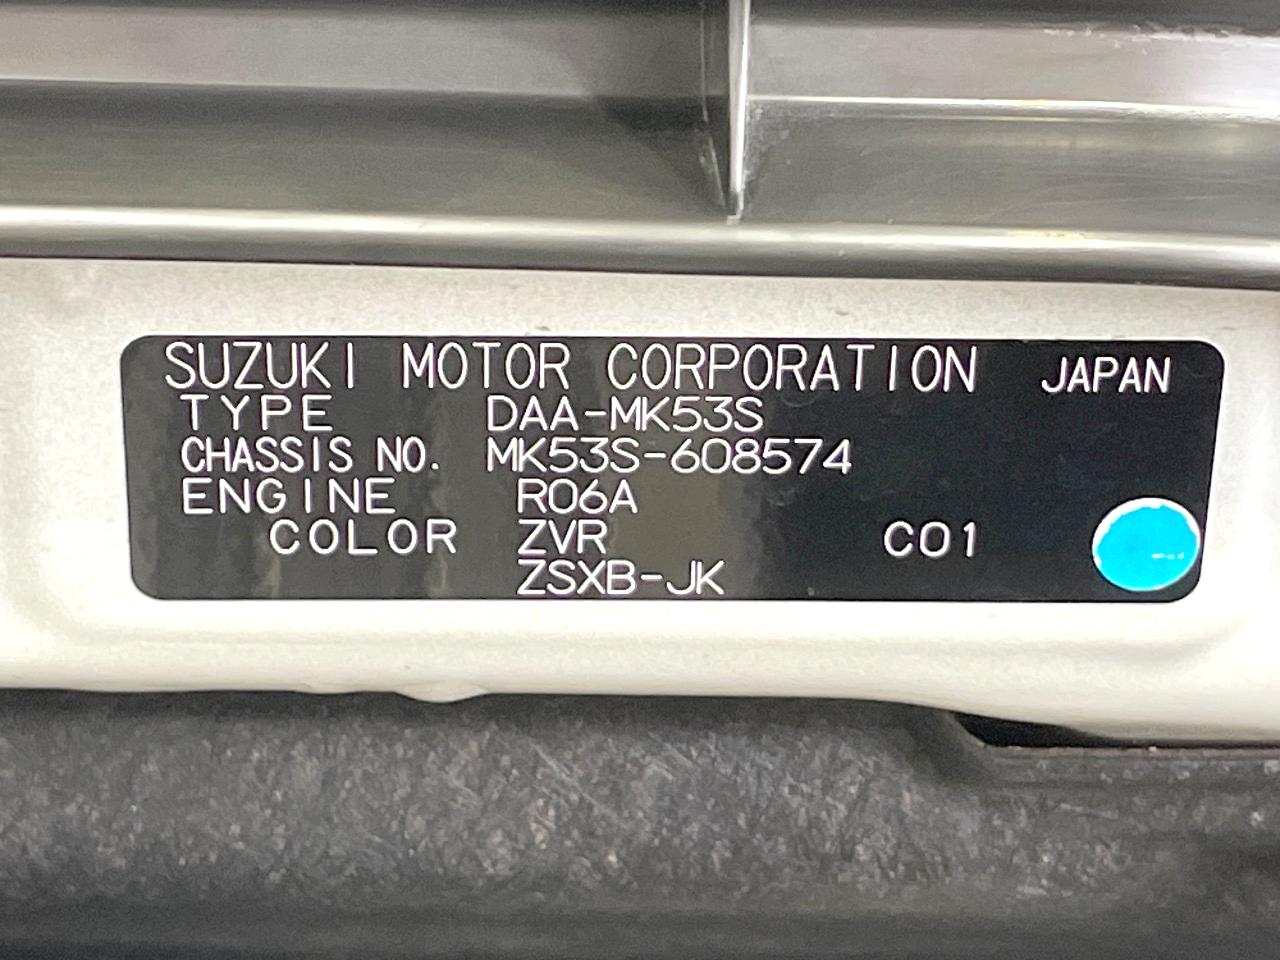 SUZUKI MOTOR CORPORATION JAPAN
TYPE DAA-MK53S
CHASSIS NO. MK53S-608574
ENGINE R06A
COLOR ZVR C01
ZSXB-JK